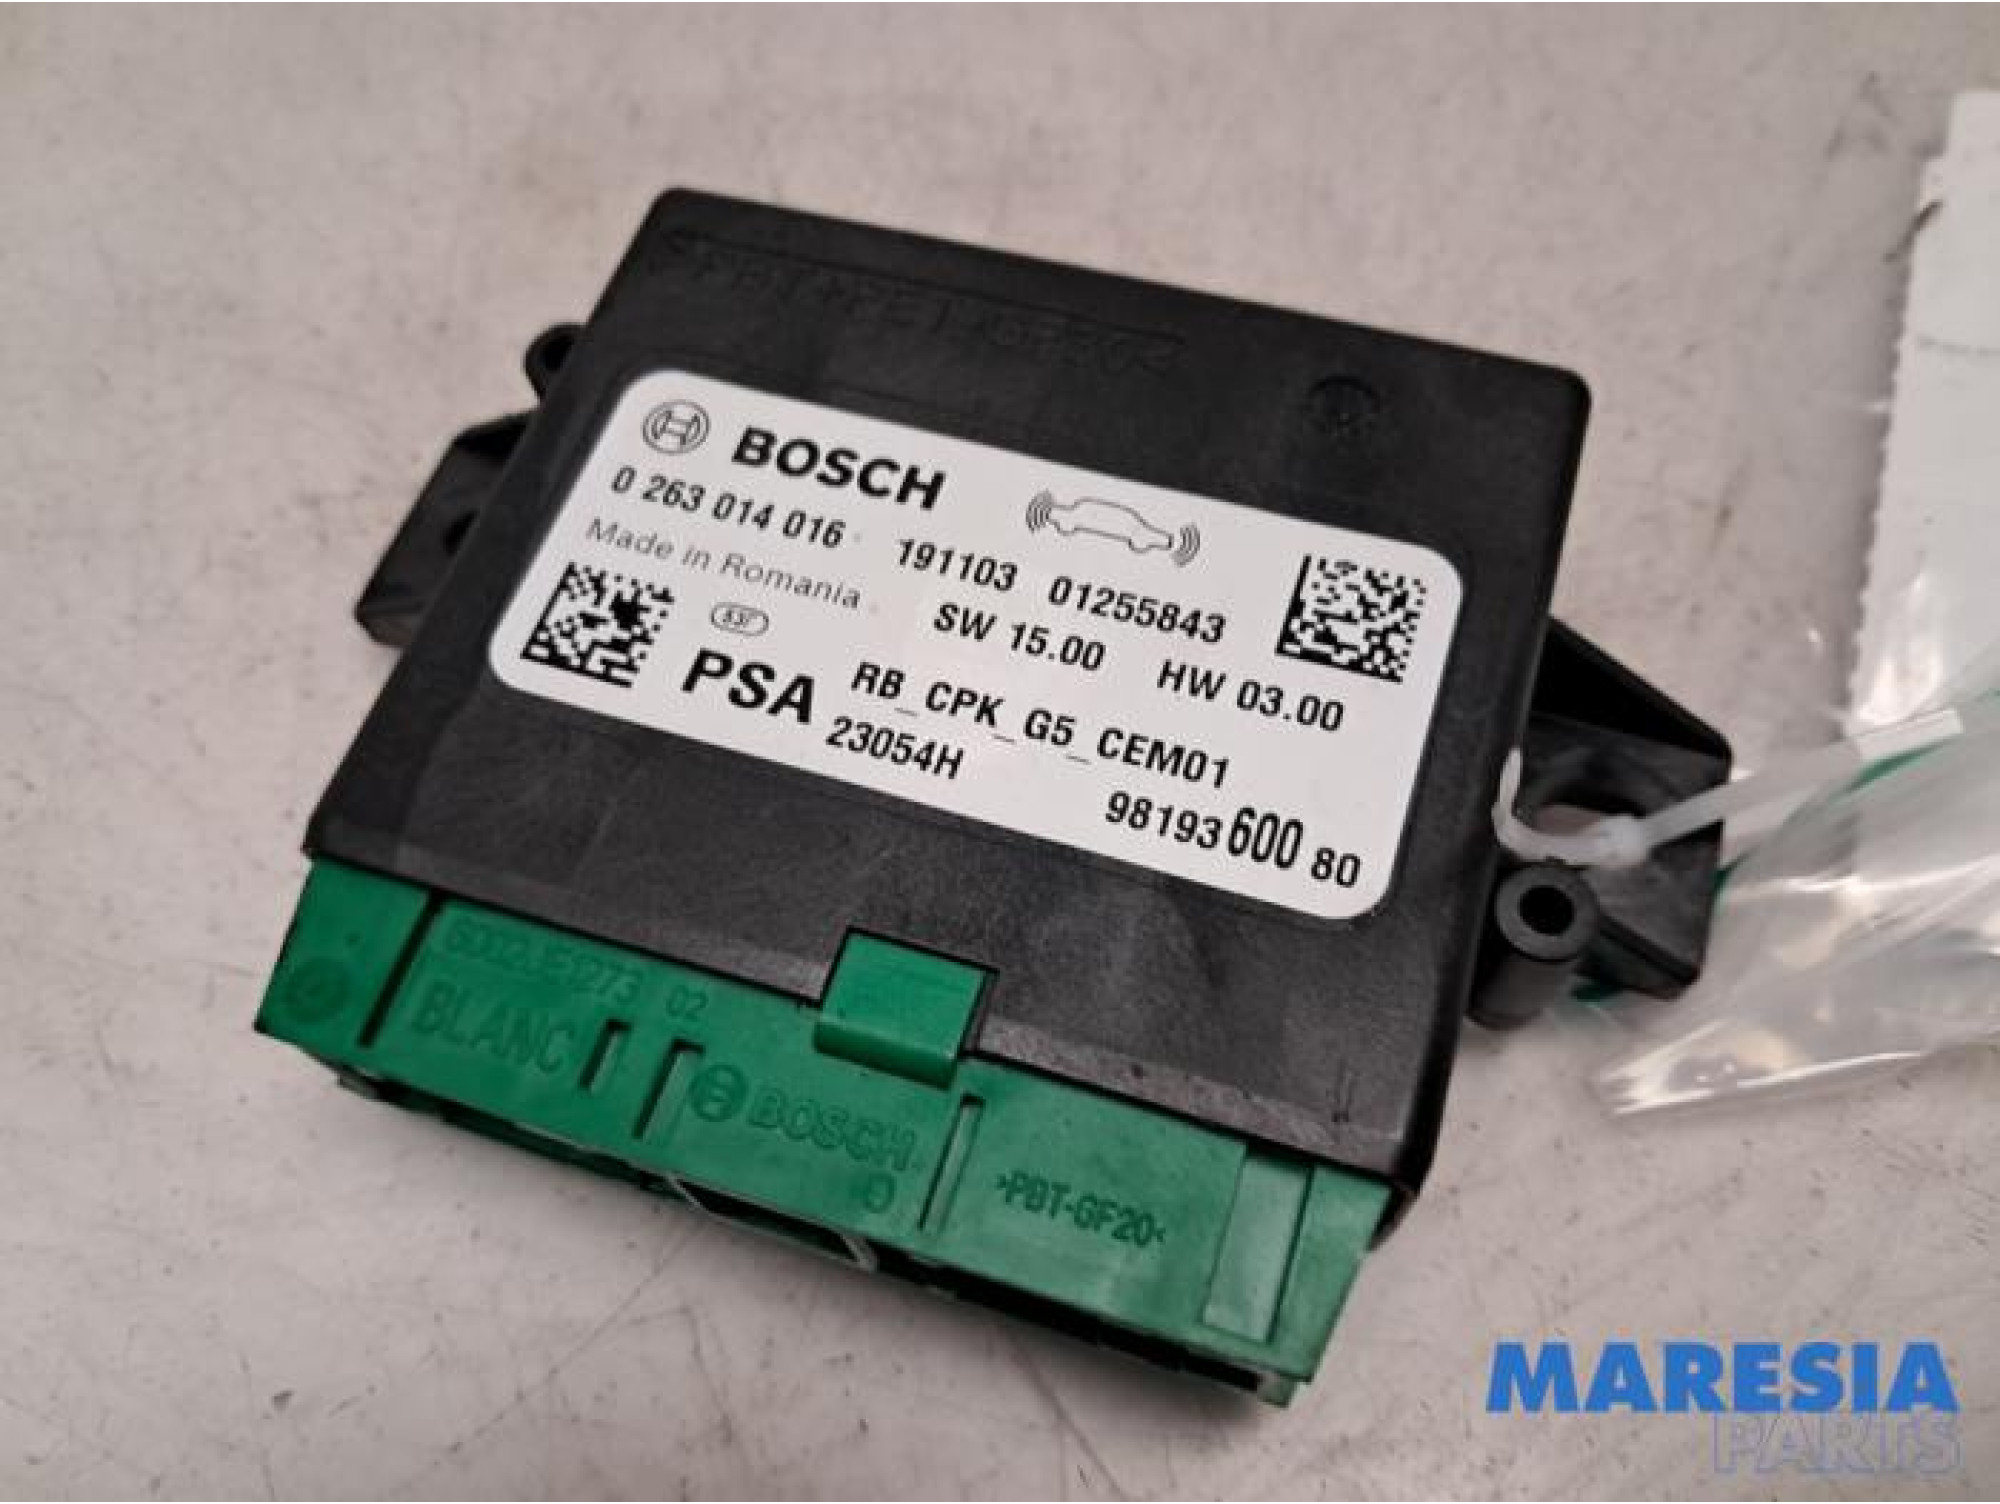 BOSCH
0 263 014 016 191103 01255843
Made in Romania SW 15.00 HW 03.00
PSA RB_CPK_G5_CEM01
23054H
98193 600 80
02
BLANC
BOSCH
>PBT-GF20<
MARESIA
PARTS